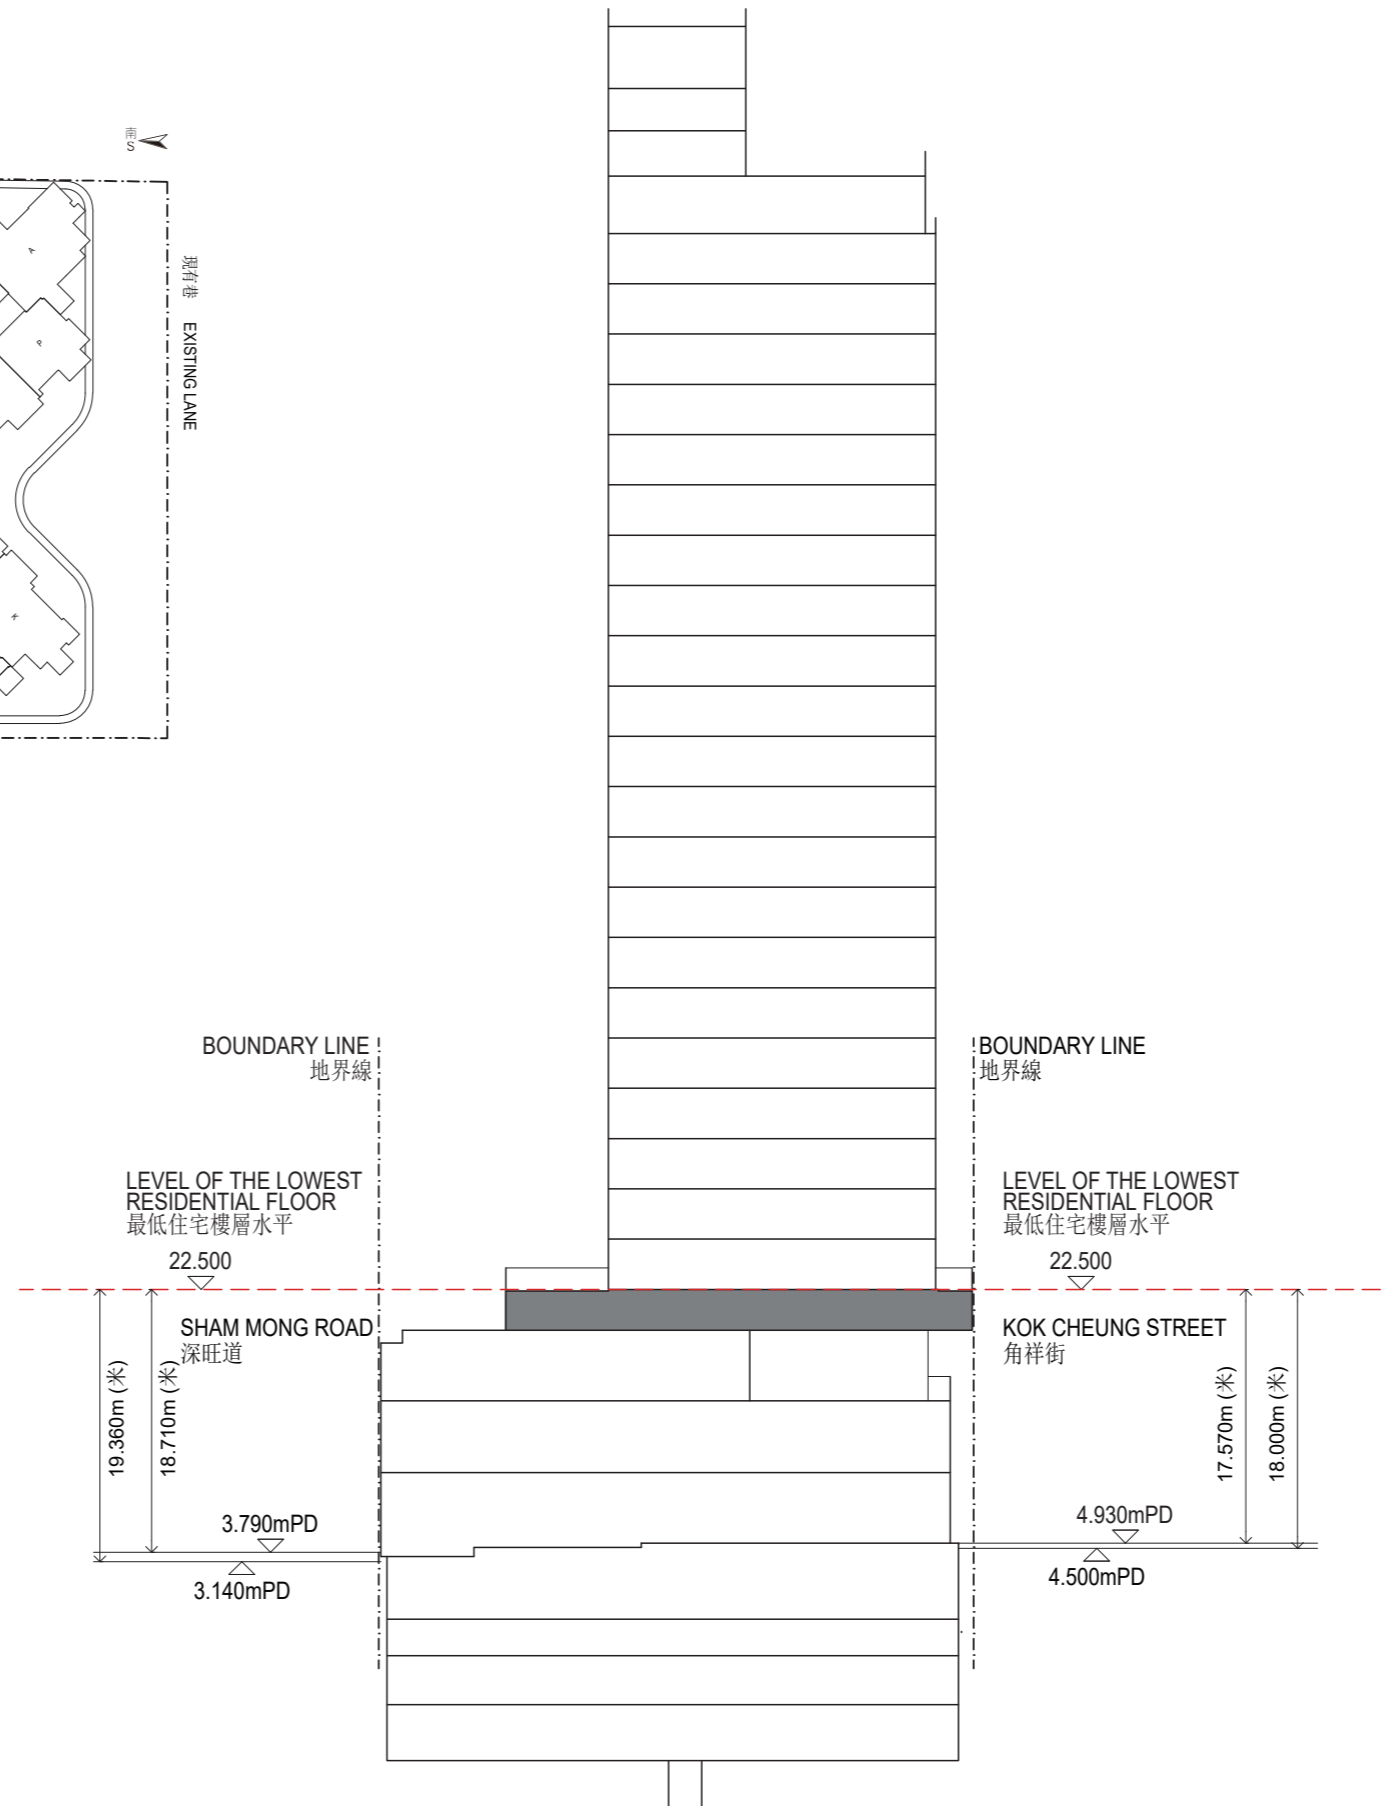 南
S
A
P
K
現有巷 EXISTING LANE
BOUNDARY LINE
地界線
BOUNDARY LINE
地界線
LEVEL OF THE LOWEST
RESIDENTIAL FLOOR
最低住宅樓層水平
22.500
LEVEL OF THE LOWEST
RESIDENTIAL FLOOR
最低住宅樓層水平
22.500
SHAM MONG ROAD
深旺道
KOK CHEUNG STREET
角祥街
19.360m (米)
18.710m (米)
17.570m (米)
18.000m (米)
3.790mPD
3.140mPD
4.930mPD
4.500mPD